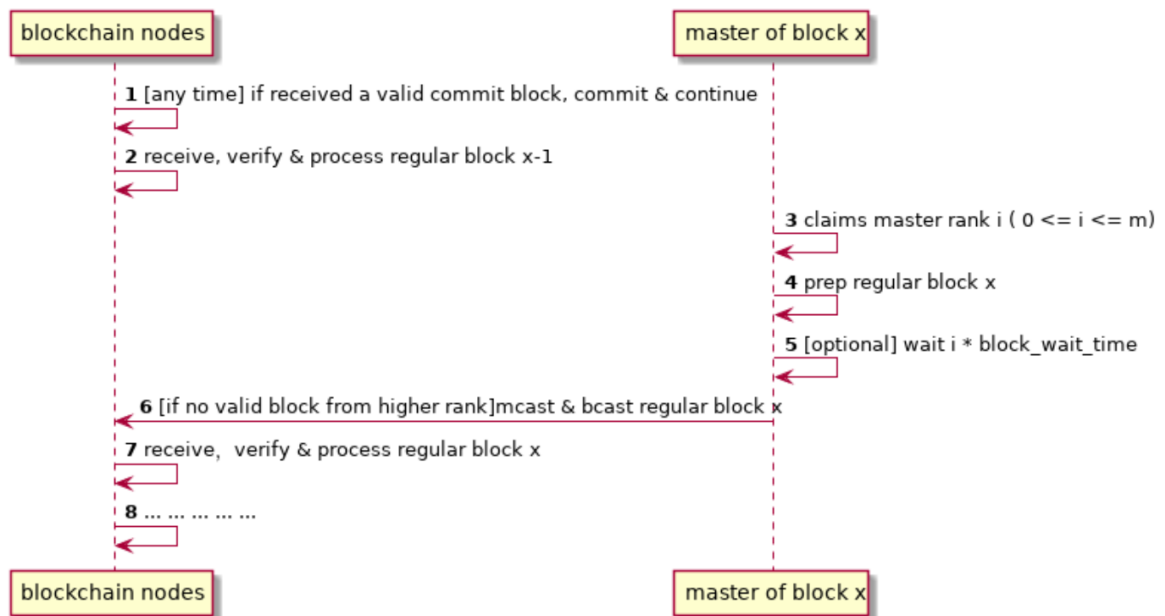 blockchain nodes
master of block x
1 [any time] if received a valid commit block, commit & continue
2 receive, verify & process regular block x-1
3 claims master rank i ( 0 <= i <= m)
4 prep regular block x
5 [optional] wait i * block_wait_time
6 [if no valid block from higher rank]mcast & bcast regular block x
7 receive，verify & process regular block x
8 ... ... ... ... ...
blockchain nodes
master of block x